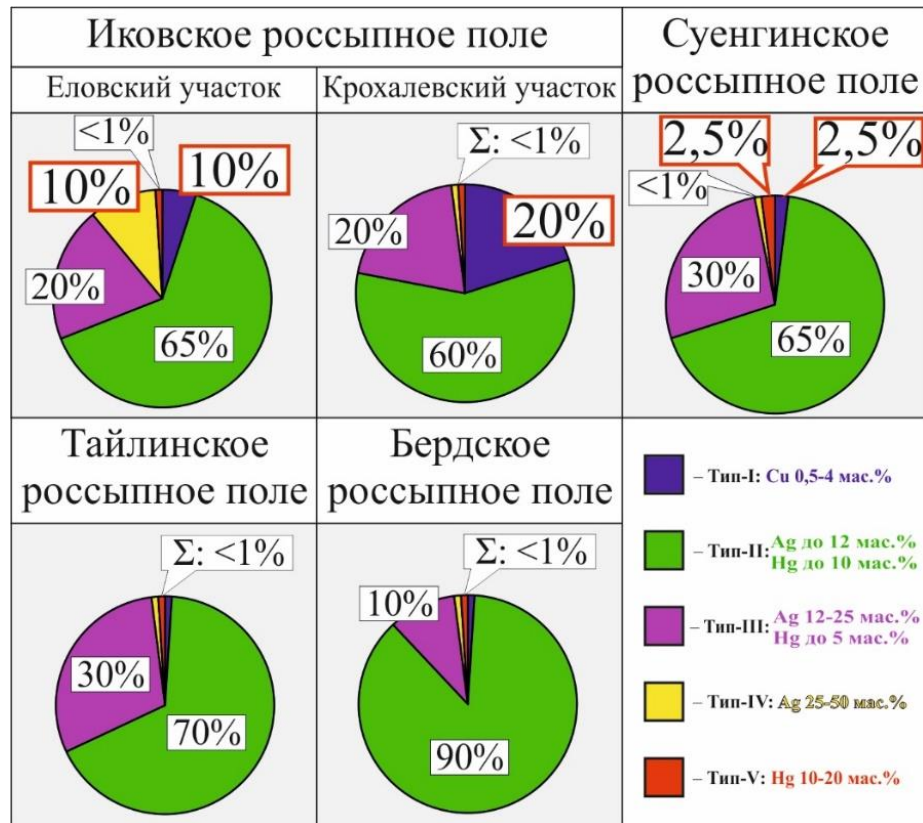 Иковское россыпное поле
Суенгинское
россыпное поле
Еловский участок
Крохалевский участок
<1%
10%
10%
20%
65%
Σ: <1%
20%
20%
60%
2,5%
2,5%
<1%
30%
65%
Тайлинское
россыпное поле
Бердское
россыпное поле
Σ: <1%
30%
70%
Σ: <1%
10%
90%
– Тип-I: Cu 0,5-4 мас.%
– Тип-II: Ag до 12 мас.%
Hg до 10 мас.%
– Тип-III: Ag 12-25 мас.%
Hg до 5 мас.%
– Тип-IV: Ag 25-50 мас.%
– Тип-V: Hg 10-20 мас.%